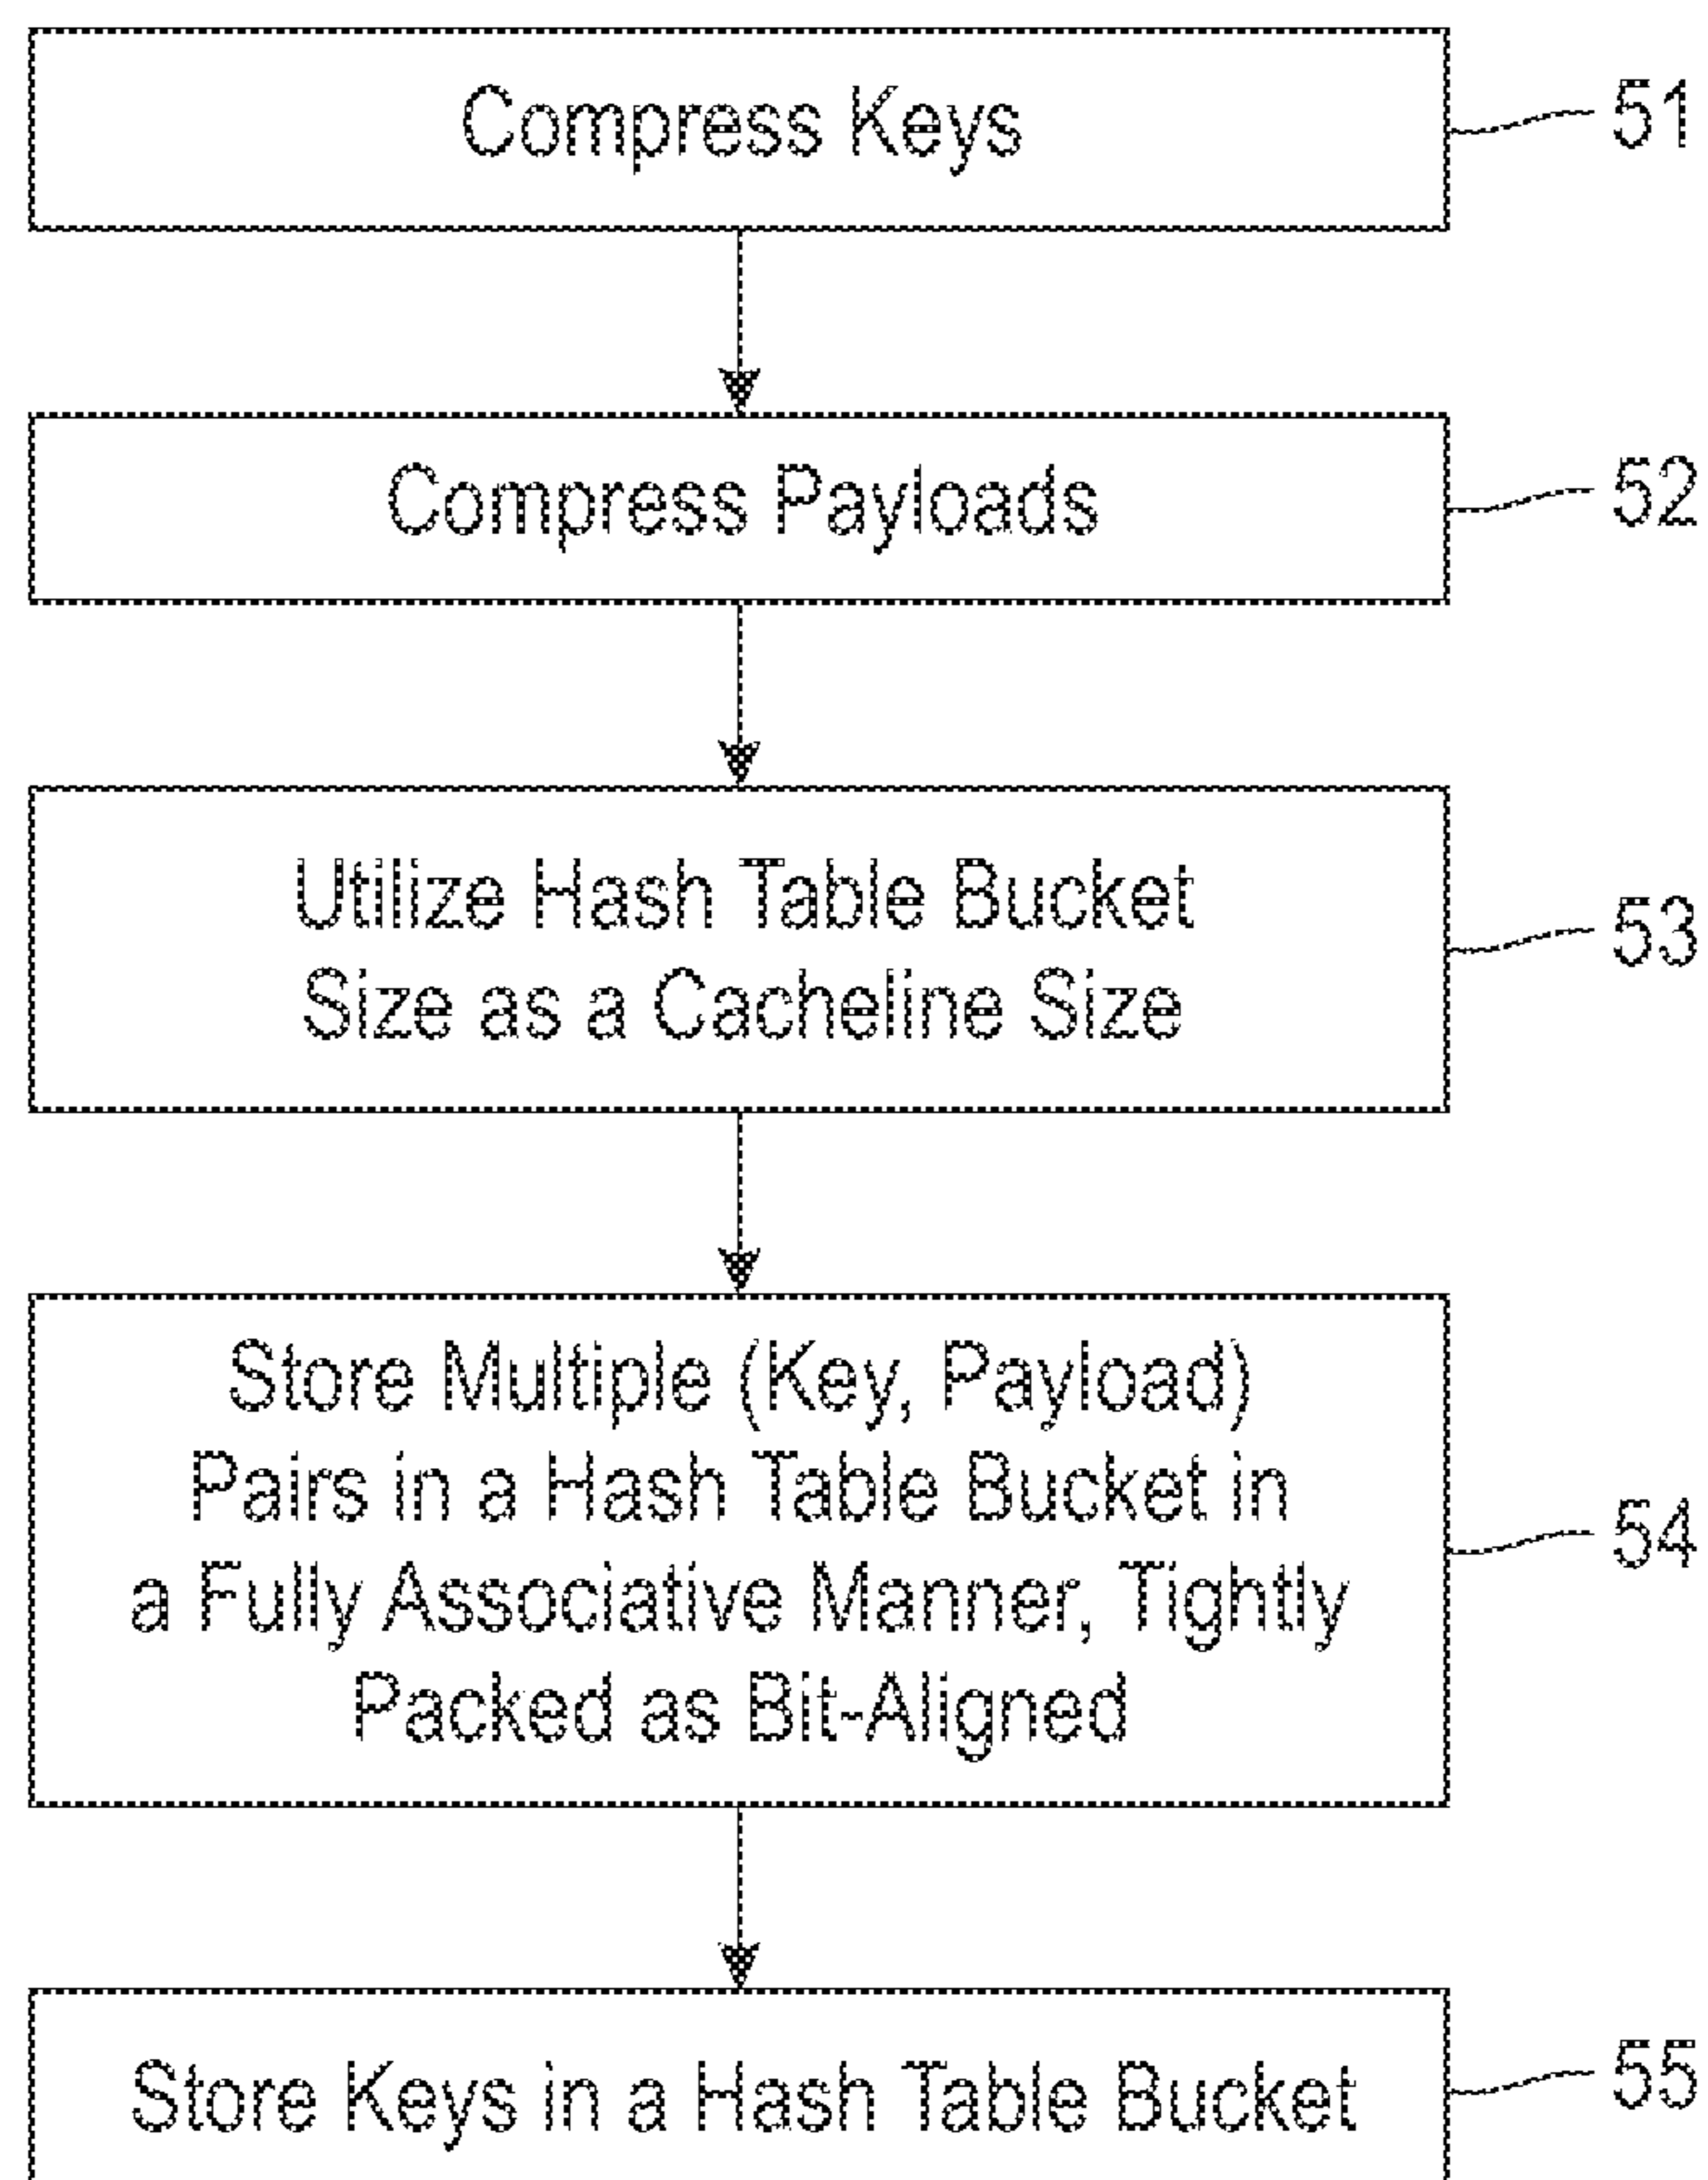 Compress Keys
51
Compress Payloads
52
Utilize Hash Table Bucket
Size as a Cacheline Size
53
Store Multiple (Key, Payload)
Pairs in a Hash Table Bucket in
a Fully Associative Manner, Tightly
Packed as Bit-Aligned
54
Store Keys in a Hash Table Bucket
55